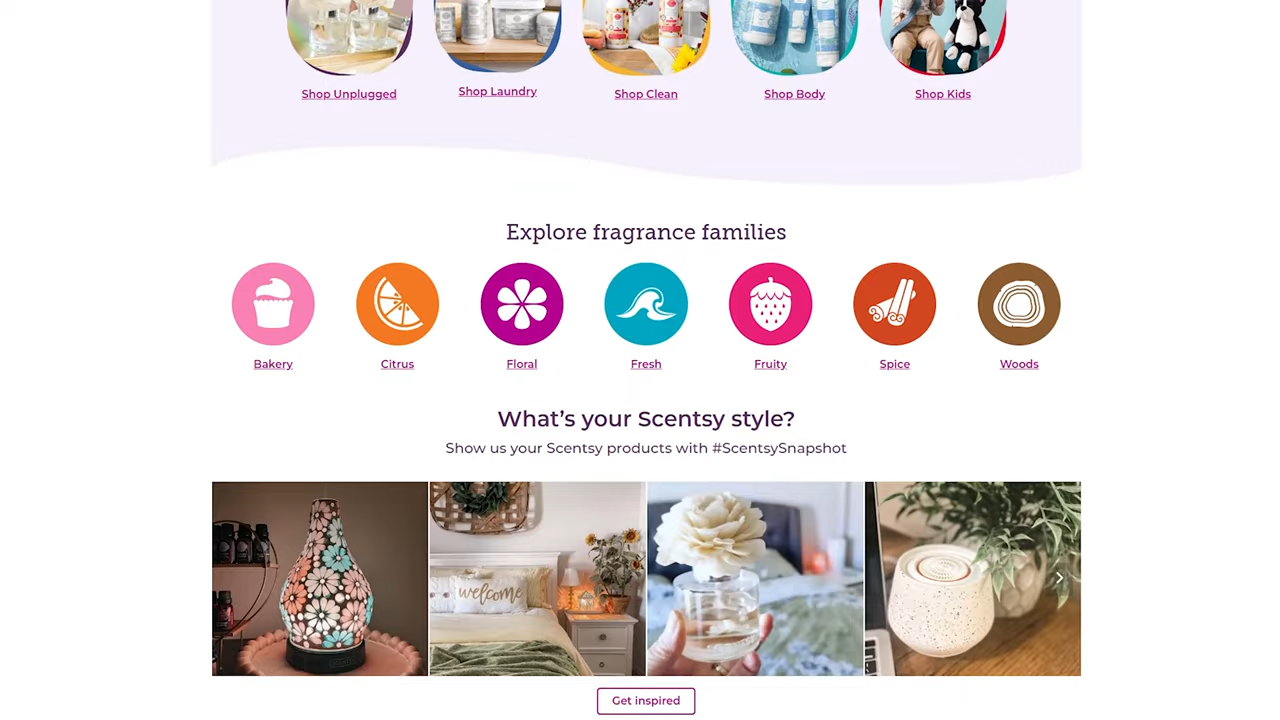 Shop Unplugged
Shop Laundry
Shop Clean
Shop Body
Shop Kids
Explore fragrance families
Bakery
Citrus
Floral
Fresh
Fruity
Spice
Woods
What's your Scentsy style?
Show us your Scentsy products with #ScentsySnapshot
welcome
Get inspired